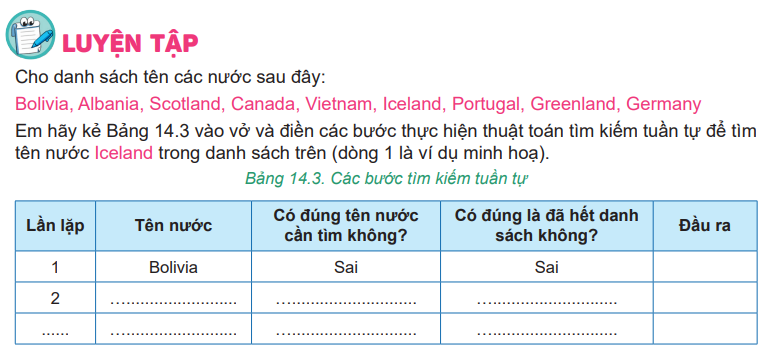 LUYỆN TẬP
Cho danh sách tên các nước sau đây:
Bolivia, Albania, Scotland, Canada, Vietnam, Iceland, Portugal, Greenland, Germany
Em hãy kẻ Bảng 14.3 vào vở và điền các bước thực hiện thuật toán tìm kiếm tuần tự để tìm
tên nước Iceland trong danh sách trên (dòng 1 là ví dụ minh hoạ).
Bảng 14.3. Các bước tìm kiếm tuần tự
Lần lặp | Tên nước | Có đúng tên nước cần tìm không? | Có đúng là đã hết danh sách không? | Đầu ra
1 | Bolivia | Sai | Sai |
2 | ............................ | ............................ | ............................ |
...... | ............................ | ............................ | ............................ |